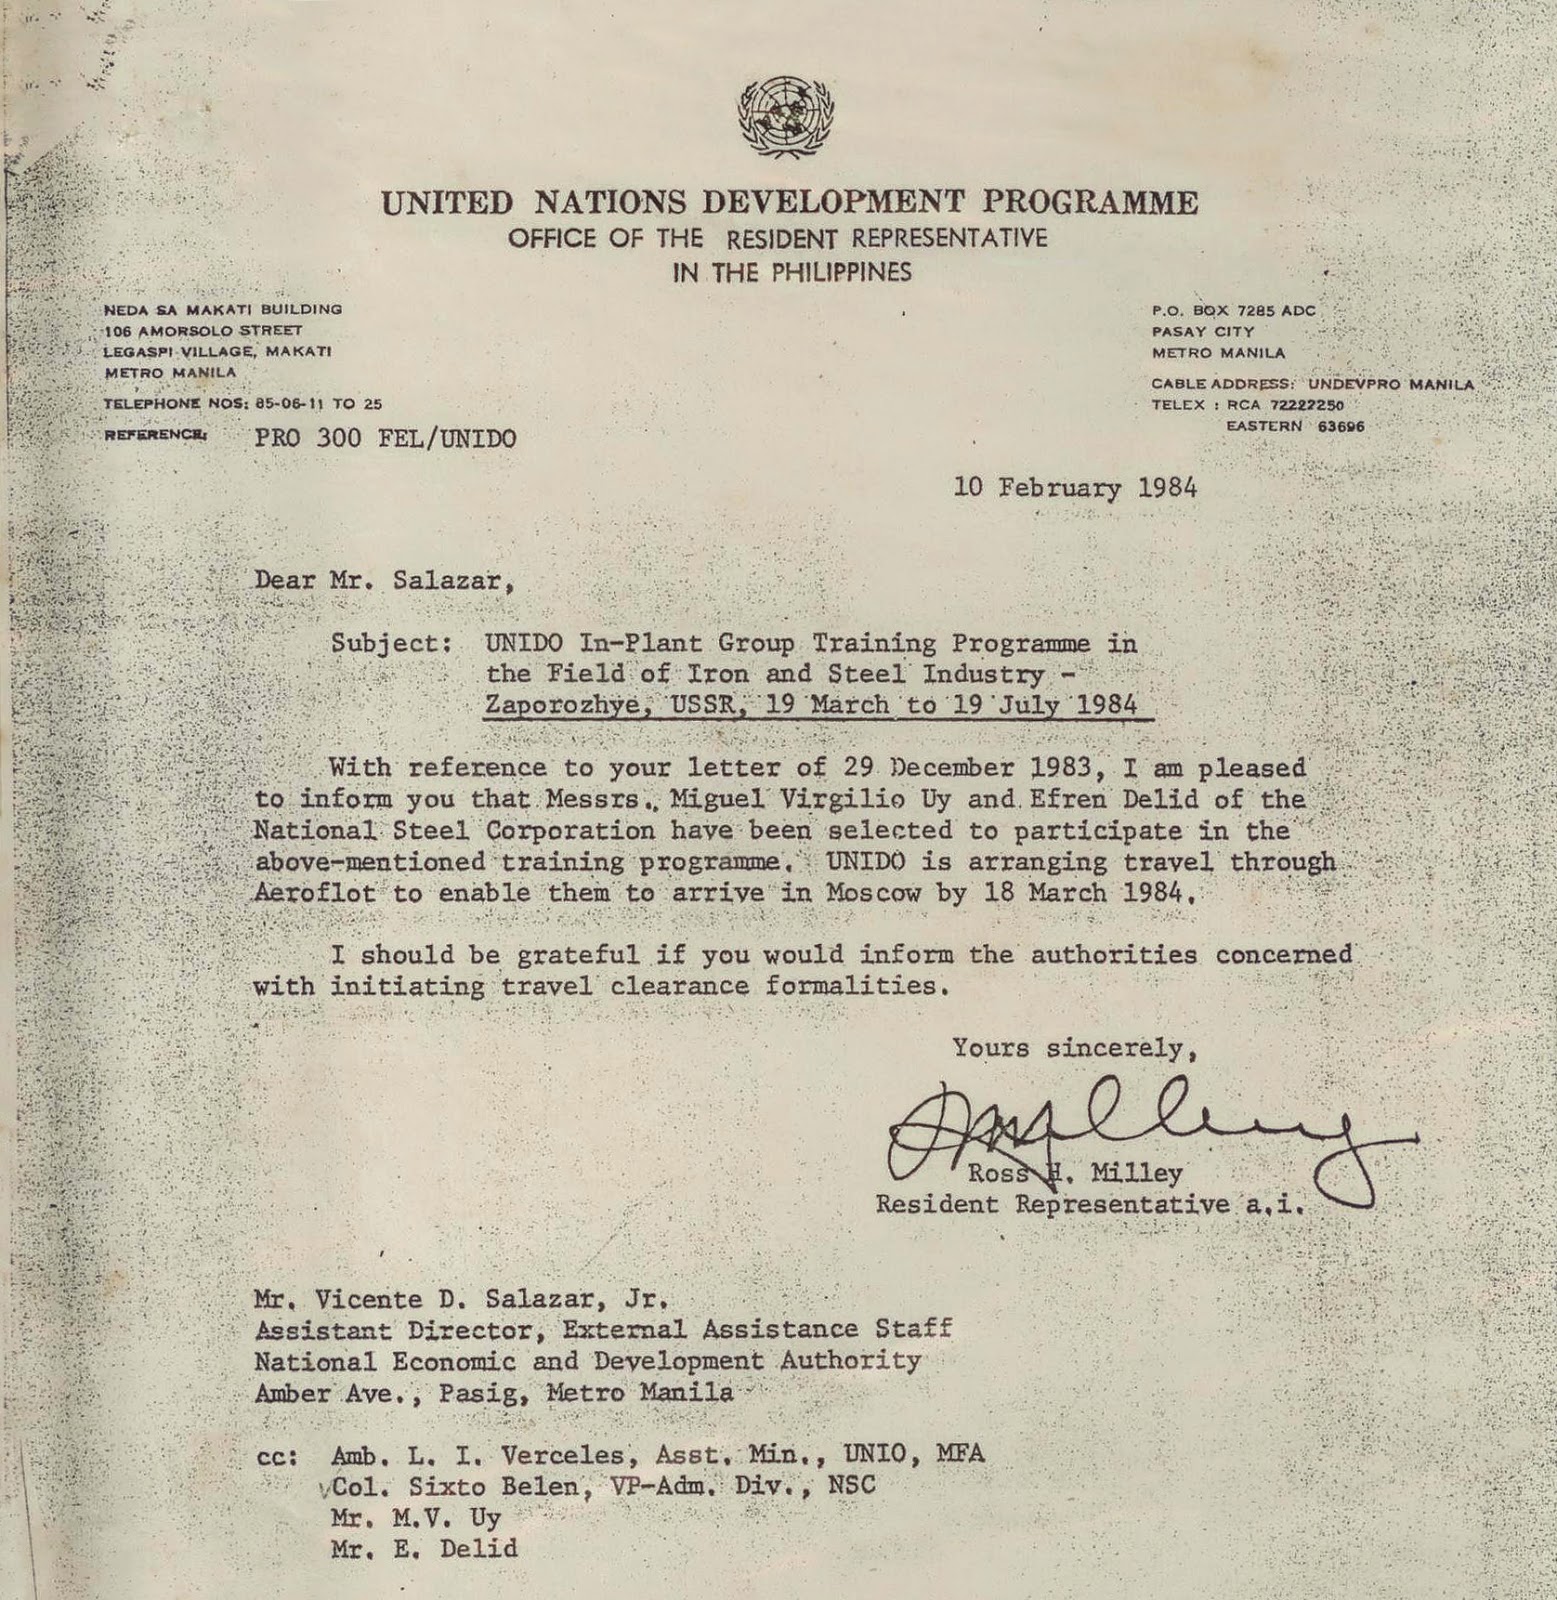 UNITED NATIONS DEVELOPMENT PROGRAMME
OFFICE OF THE RESIDENT REPRESENTATIVE
IN THE PHILIPPINES
NEDA SA MAKATI BUILDING
106 AMORSOLO STREET
LEGASPI VILLAGE, MAKATI
METRO MANILA
TELEPHONE NOS: 85-06-11 TO 25
REFERENCE: PRO 300 FEL/UNIDO
P.O. BOX 7285 ADC
PASAY CITY
METRO MANILA
CABLE ADDRESS: UNDEVPRO MANILA
TELEX : RCA 72222250
EASTERN 63696
10 February 1984
Dear Mr. Salazar,
Subject: UNIDO In-Plant Group Training Programme in
the Field of Iron and Steel Industry -
Zaporozhye, USSR, 19 March to 19 July 1984
With reference to your letter of 29 December 1983, I am pleased
to inform you that Messrs. Miguel Virgilio Uy and Efren Delid of the
National Steel Corporation have been selected to participate in the
above-mentioned training programme. UNIDO is arranging travel through
Aeroflot to enable them to arrive in Moscow by 18 March 1984.
I should be grateful if you would inform the authorities concerned
with initiating travel clearance formalities.
Yours sincerely,
Ross H. Milley
Resident Representative a.i.
Mr. Vicente D. Salazar, Jr.
Assistant Director, External Assistance Staff
National Economic and Development Authority
Amber Ave., Pasig, Metro Manila
cc: Amb. L. I. Verceles, Asst. Min., UNIO, MFA
Col. Sixto Belen, VP-Adm. Div., NSC
Mr. M.V. Uy
Mr. E. Delid